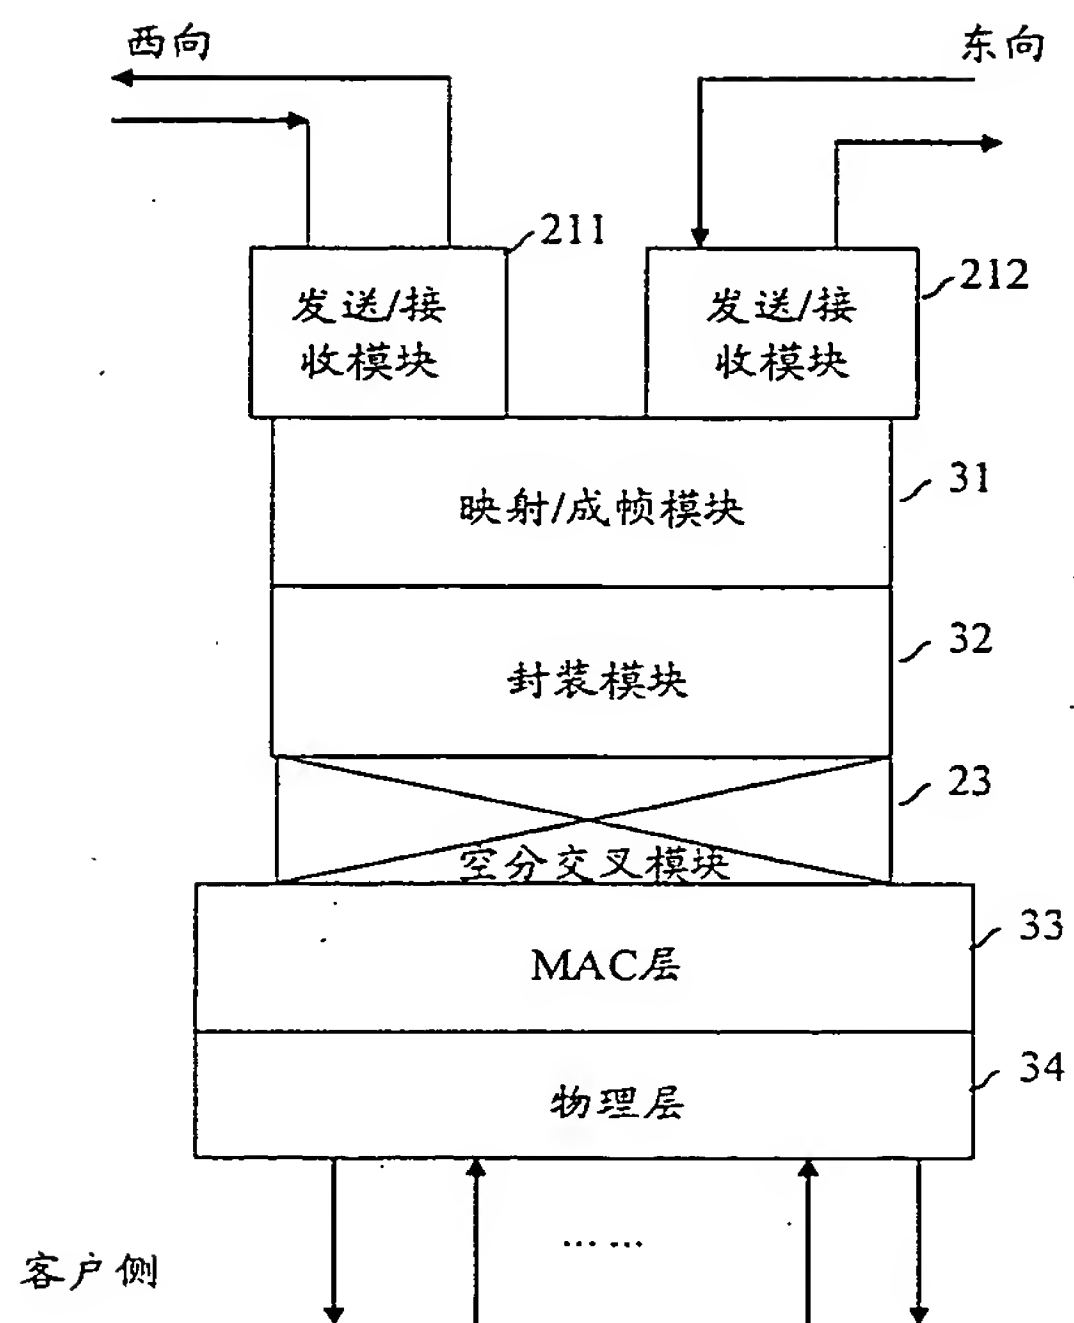 西向
东向
211
212
发送/接
收模块
发送/接
收模块
映射/成帧模块
31
封装模块
32
23
空分交叉模块
MAC层
33
物理层
34
……
客户侧